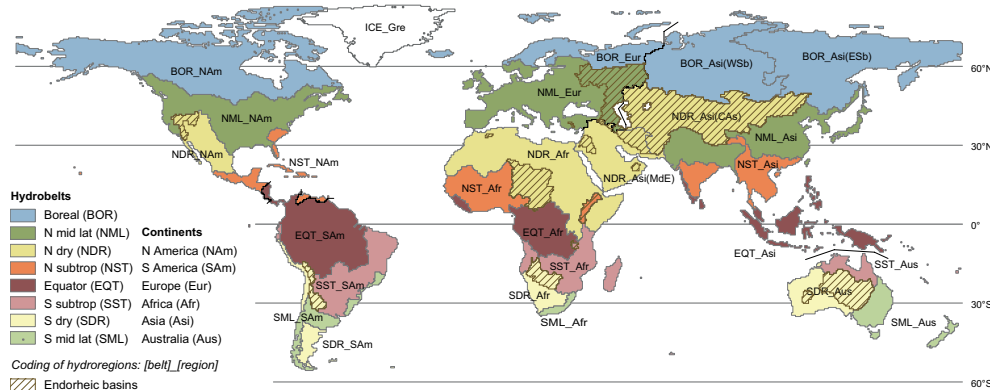 ICE_Gre
BOR_NAm
BOR_Eur
BOR_Asi(WSb)
BOR_Asi(ESb)
60°N
NML_NAm
NML_Eur
NDR_Asi(CAs)
NML_Asi
30°N
NDR_NAm
NST_NAm
NDR_Afr
NDR_Asi(MdE)
NST_Asi
NST_Afr
EQT_SAm
EQT_Afr
0°
EQT_Asi
SST_Afr
SST_Aus
SST_SAm
SDR_Afr
SDR_Aus
30°S
SML_SAm
SML_Afr
SML_Aus
SDR_SAm
60°S
Hydrobelts
Boreal (BOR)
N mid lat (NML) Continents
N dry (NDR) N America (NAm)
N subtrop (NST) S America (SAm)
Equator (EQT) Europe (Eur)
S subtrop (SST) Africa (Afr)
S dry (SDR) Asia (Asi)
S mid lat (SML) Australia (Aus)
Coding of hydroregions: [belt]_[region]
Endorheic basins